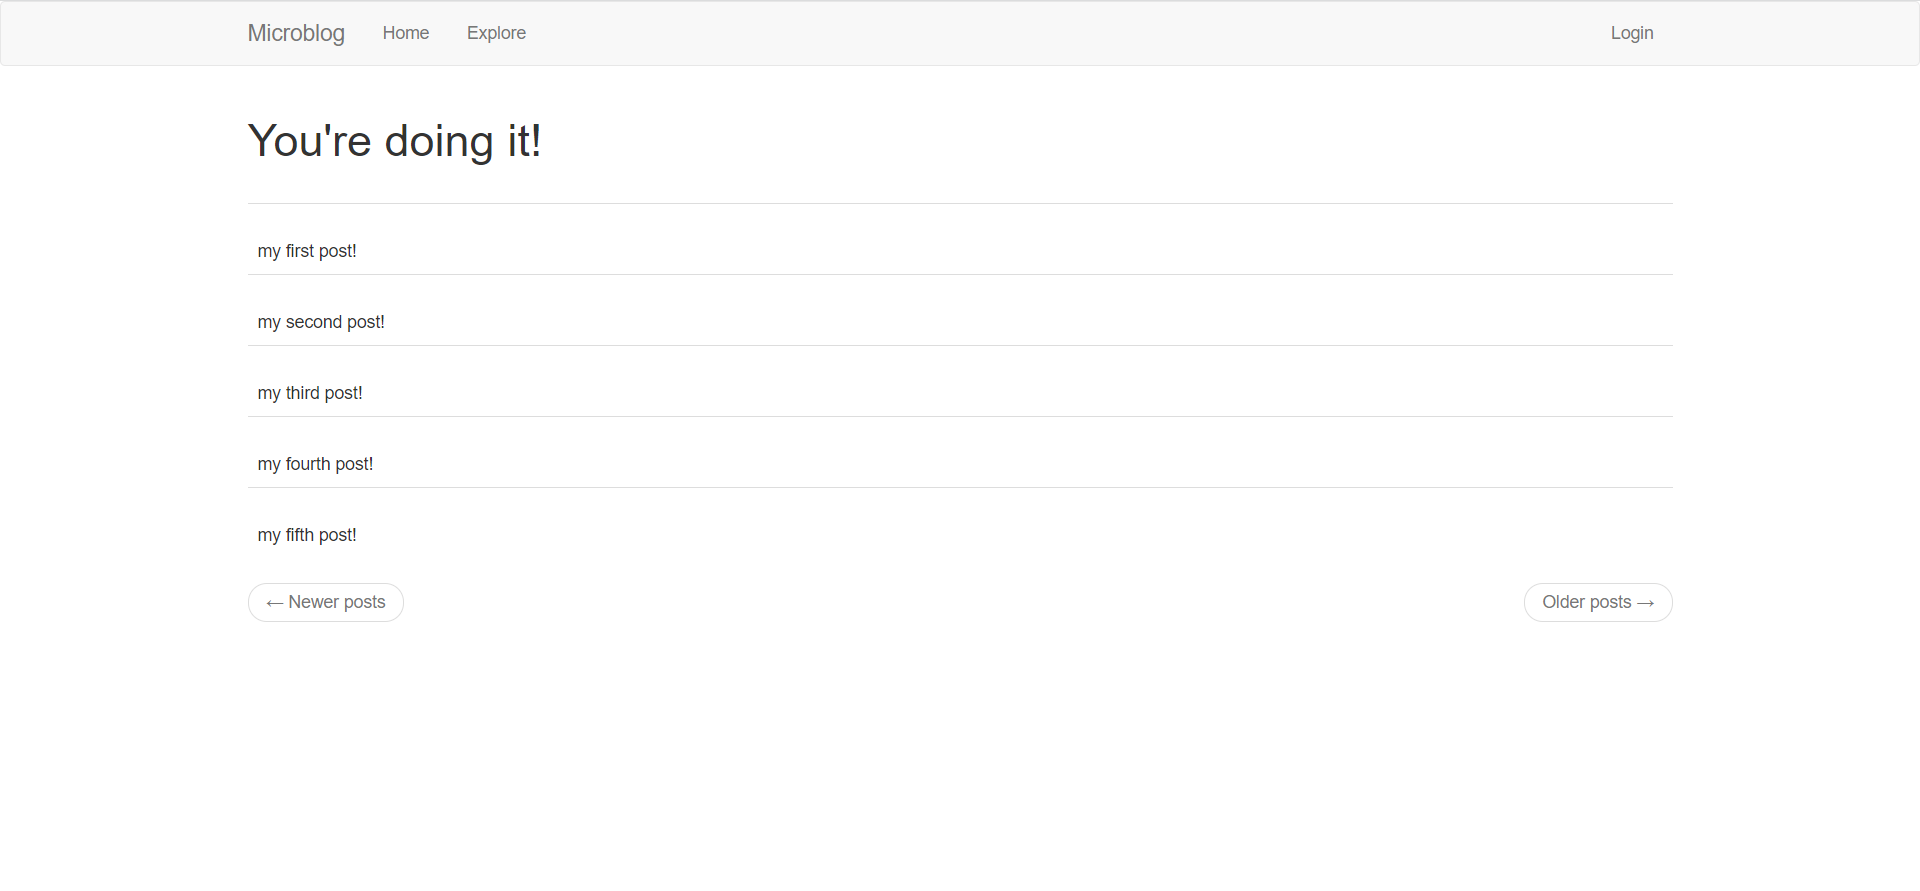 Microblog Home Explore Login
You're doing it!
my first post!
my second post!
my third post!
my fourth post!
my fifth post!
← Newer posts Older posts →